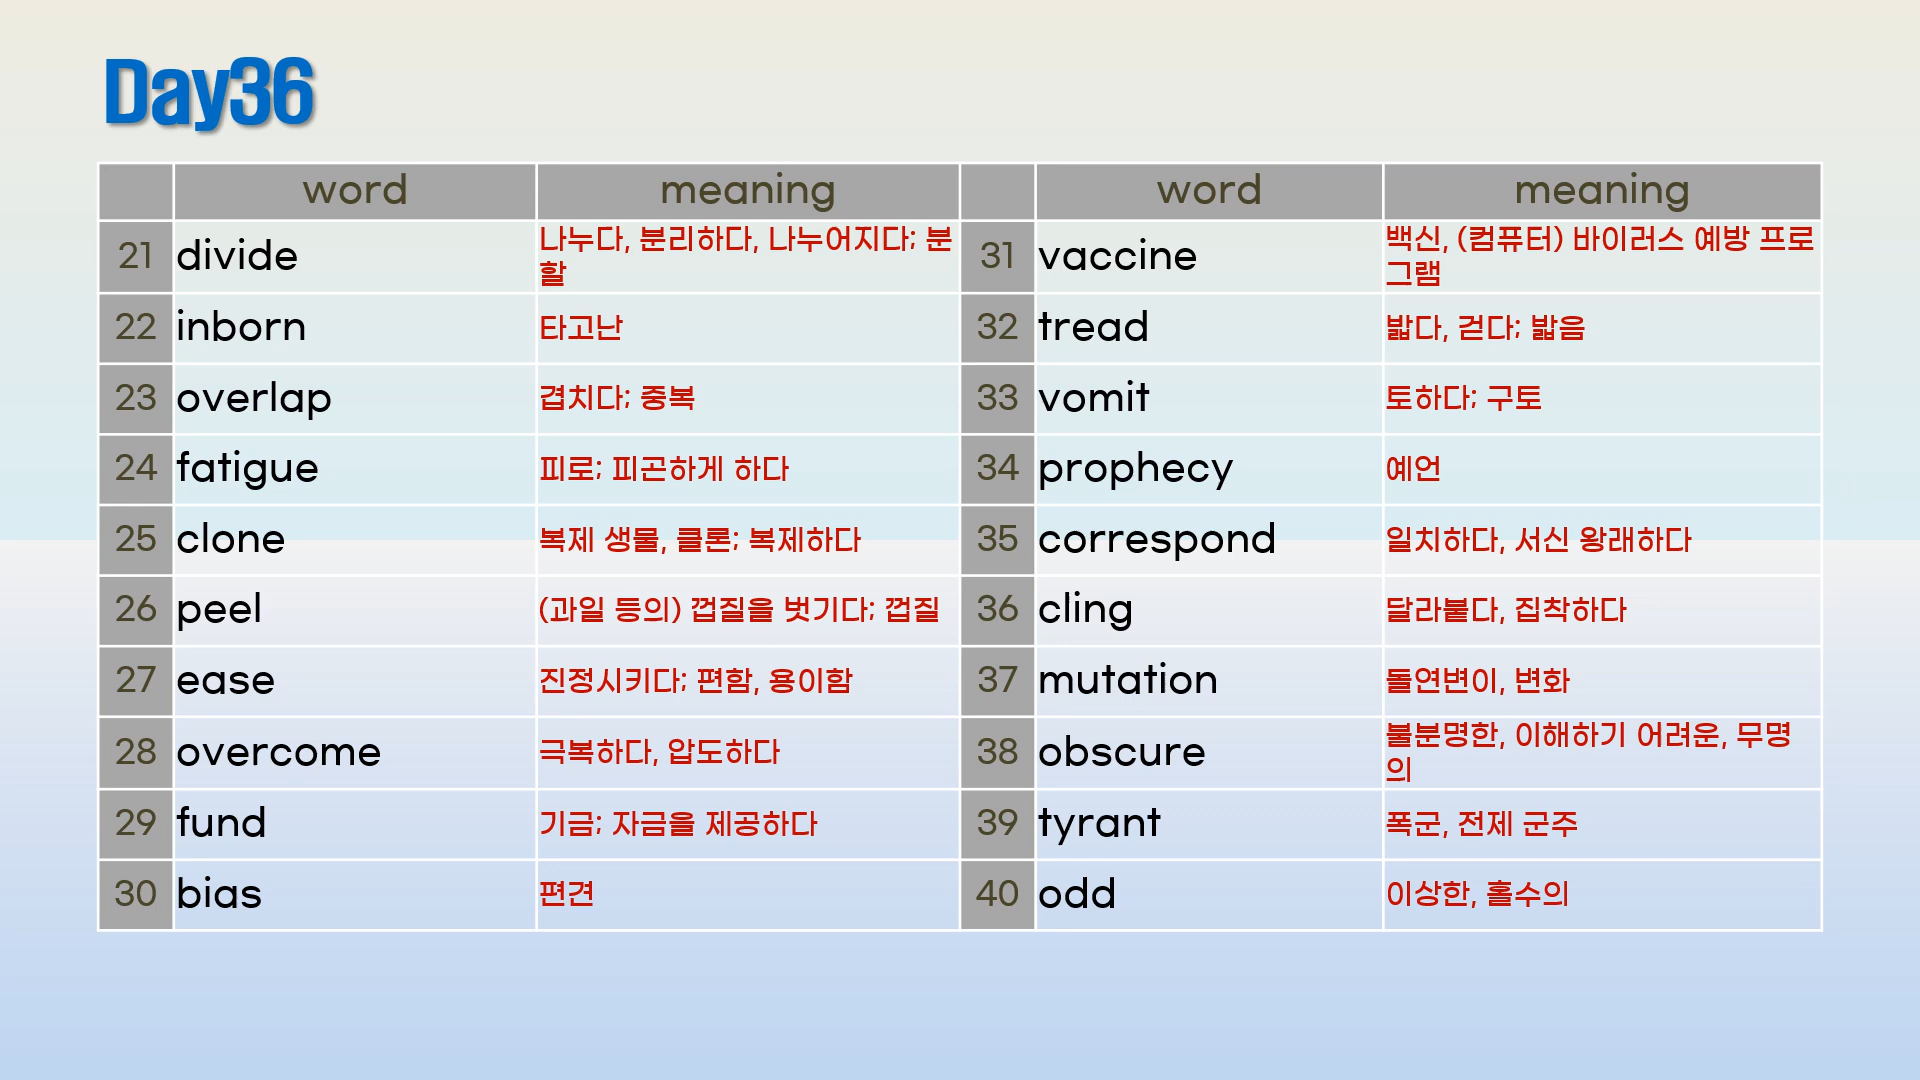 Day36
word meaning word meaning
21 divide 나누다, 분리하다, 나누어지다; 분할 31 vaccine 백신, (컴퓨터) 바이러스 예방 프로그램
22 inborn 타고난 32 tread 밟다, 걷다; 밟음
23 overlap 겹치다; 중복 33 vomit 토하다; 구토
24 fatigue 피로; 피곤하게 하다 34 prophecy 예언
25 clone 복제 생물, 클론; 복제하다 35 correspond 일치하다, 서신 왕래하다
26 peel (과일 등의) 껍질을 벗기다; 껍질 36 cling 달라붙다, 집착하다
27 ease 진정시키다; 편함, 용이함 37 mutation 돌연변이, 변화
28 overcome 극복하다, 압도하다 38 obscure 불분명한, 이해하기 어려운, 무명의
29 fund 기금; 자금을 제공하다 39 tyrant 폭군, 전제 군주
30 bias 편견 40 odd 이상한, 홀수의